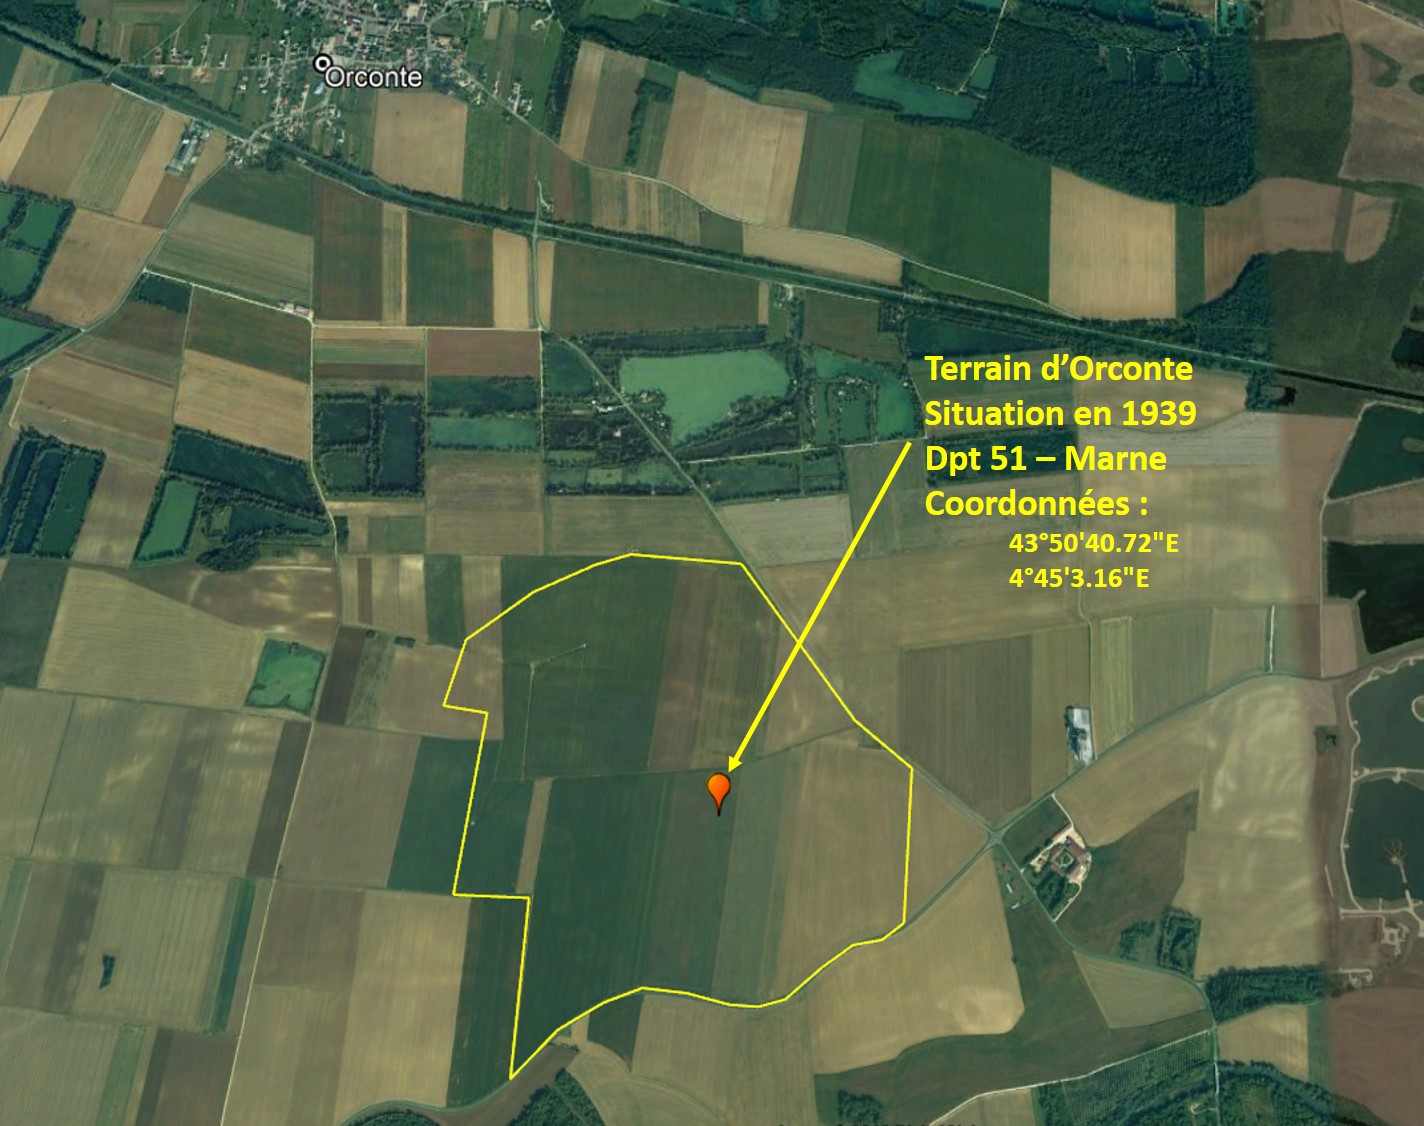 Orconte
Terrain d’Orconte
Situation en 1939
Dpt 51 – Marne
Coordonnées :
43°50'40.72"E
4°45'3.16"E